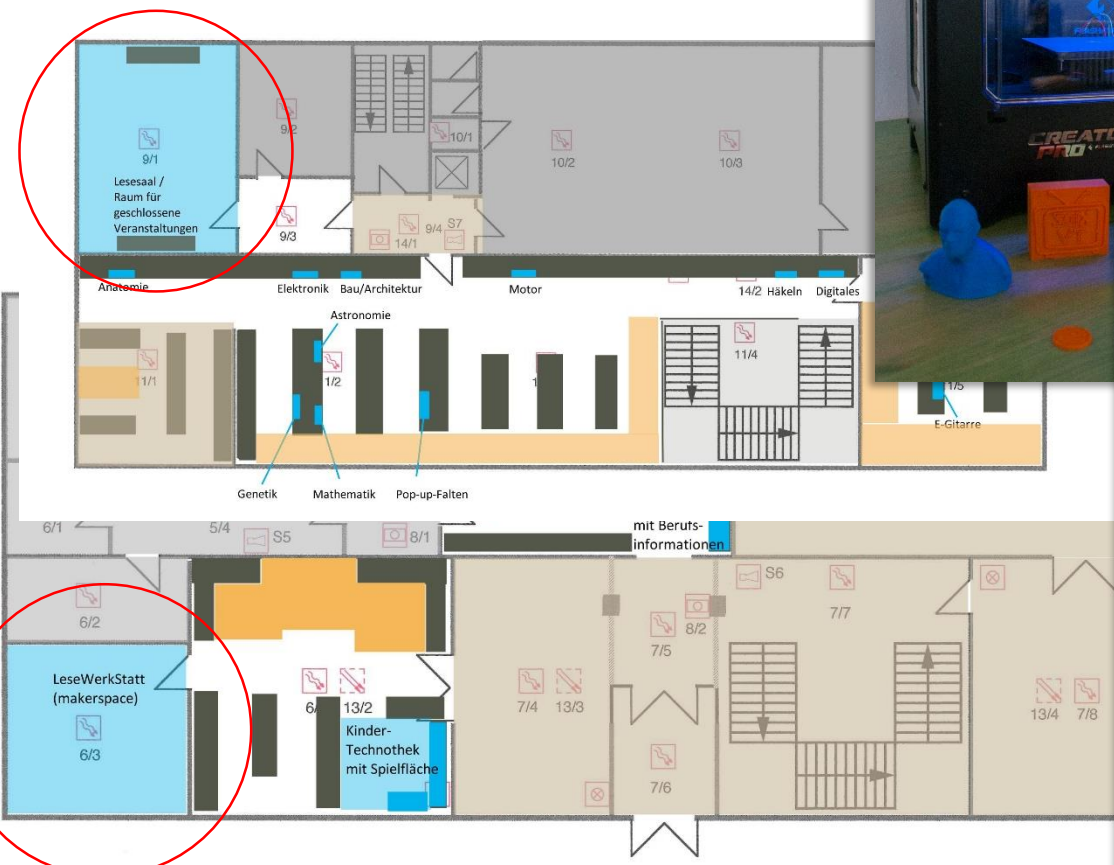 9/1
Lesesaal /
Raum für
geschlossene
Veranstaltungen
9/2
9/3
14/1
9/4
S7
10/1
10/2
10/3
CREATOR
PRO
Anatomie
Elektronik
Bau/Architektur
Motor
14/2
Häkeln
Digitales
Astronomie
11/1
1/2
11/4
11/5
E-Gitarre
Genetik
Mathematik
Pop-up-Falten
6/1
5/4
S5
8/1
mit Berufs-
informationen
6/2
LeseWerkStatt
(makerspace)
6/3
13/2
Kinder-
Technothek
mit Spielfläche
7/4
13/3
7/5
8/2
7/6
S6
7/7
13/4
7/8